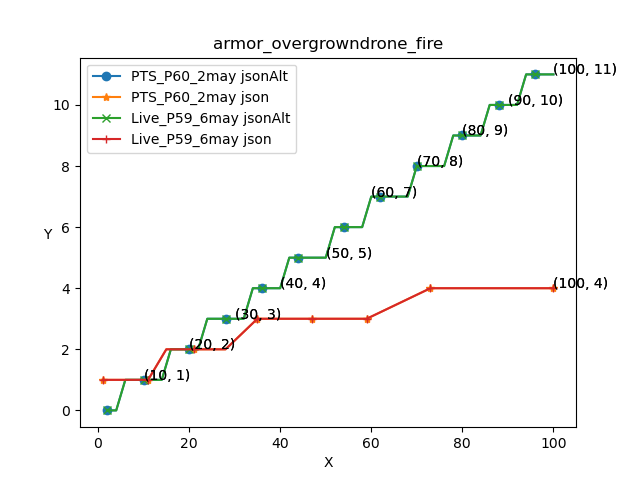 armor_overgrowndrone_fire
PTS_P60_2may jsonAlt
PTS_P60_2may json
Live_P59_6may jsonAlt
Live_P59_6may json
(100, 11)
(90, 10)
(80, 9)
(70, 8)
(60, 7)
(50, 5)
(40, 4)
(100, 4)
(30, 3)
(20, 2)
(10, 1)
Y
10
8
6
4
2
0
0 20 40 60 80 100
X